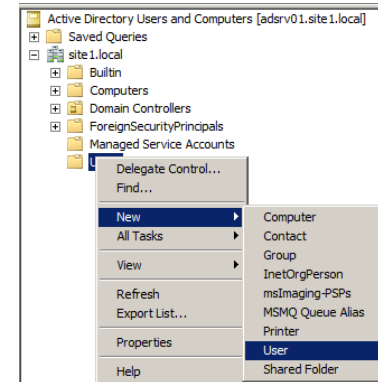 Active Directory Users and Computers [adsrv01.site1.local]
Saved Queries
site1.local
Builtin
Computers
Domain Controllers
ForeignSecurityPrincipals
Managed Service Accounts
Delegate Control...
Find...
New
All Tasks
View
Refresh
Export List...
Properties
Help
Computer
Contact
Group
InetOrgPerson
msImaging-PSPs
MSMQ Queue Alias
Printer
User
Shared Folder